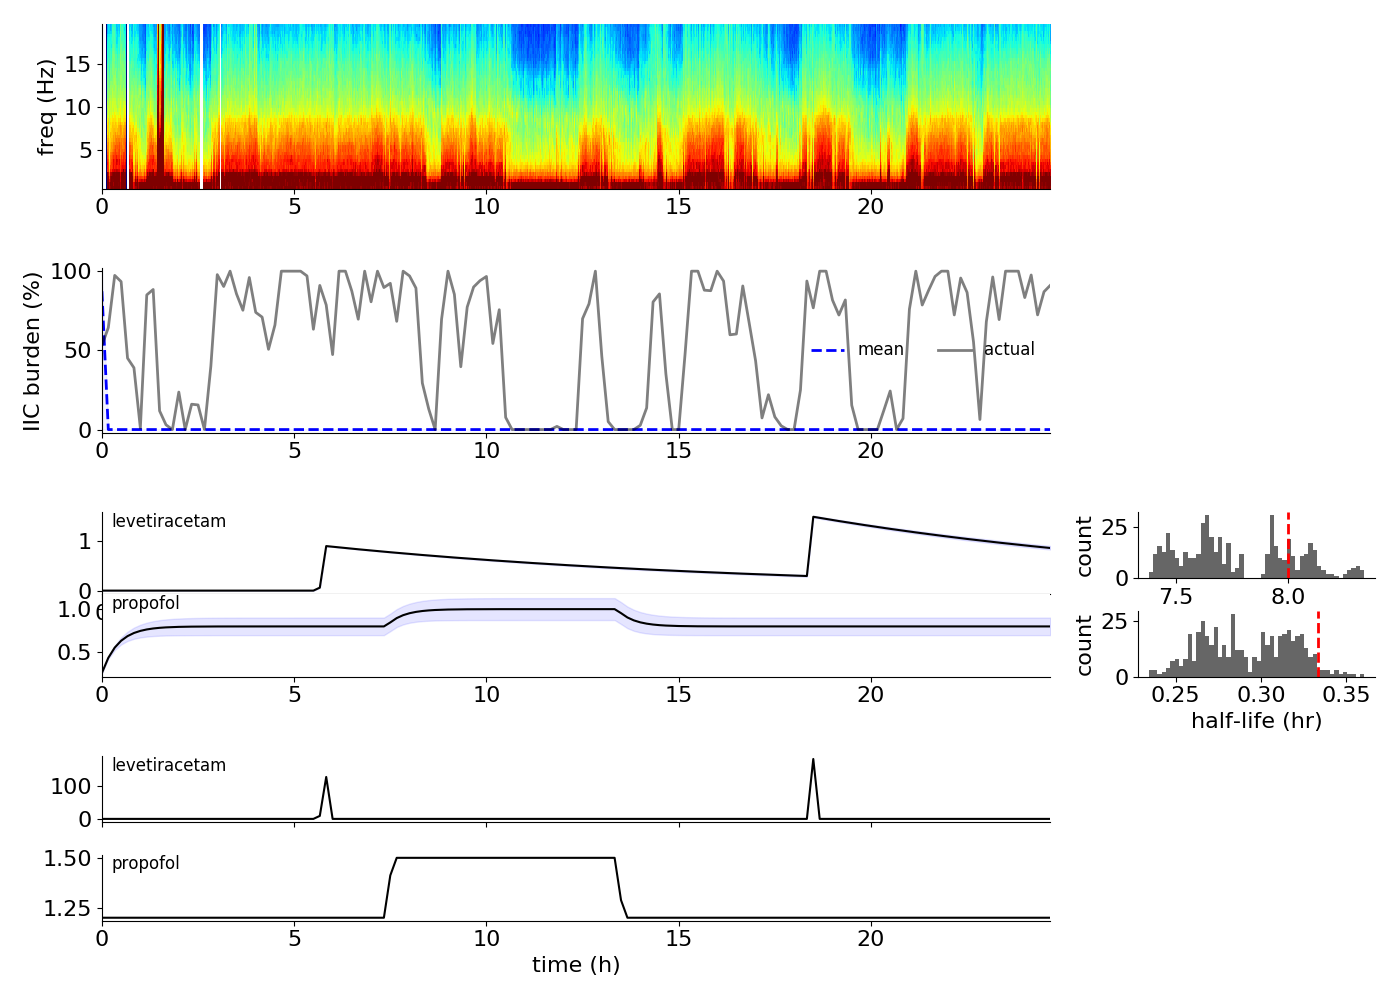 freq (Hz)
15
10
5
0 5 10 15 20
IIC burden (%)
100
50
0
mean actual
0 5 10 15 20
levetiracetam
1
0
propofol
1.0
0.5
0 5 10 15 20
count
25
0
7.5 8.0
count
25
0
0.25 0.30 0.35
half-life (hr)
levetiracetam
100
0
propofol
1.50
1.25
0 5 10 15 20
time (h)